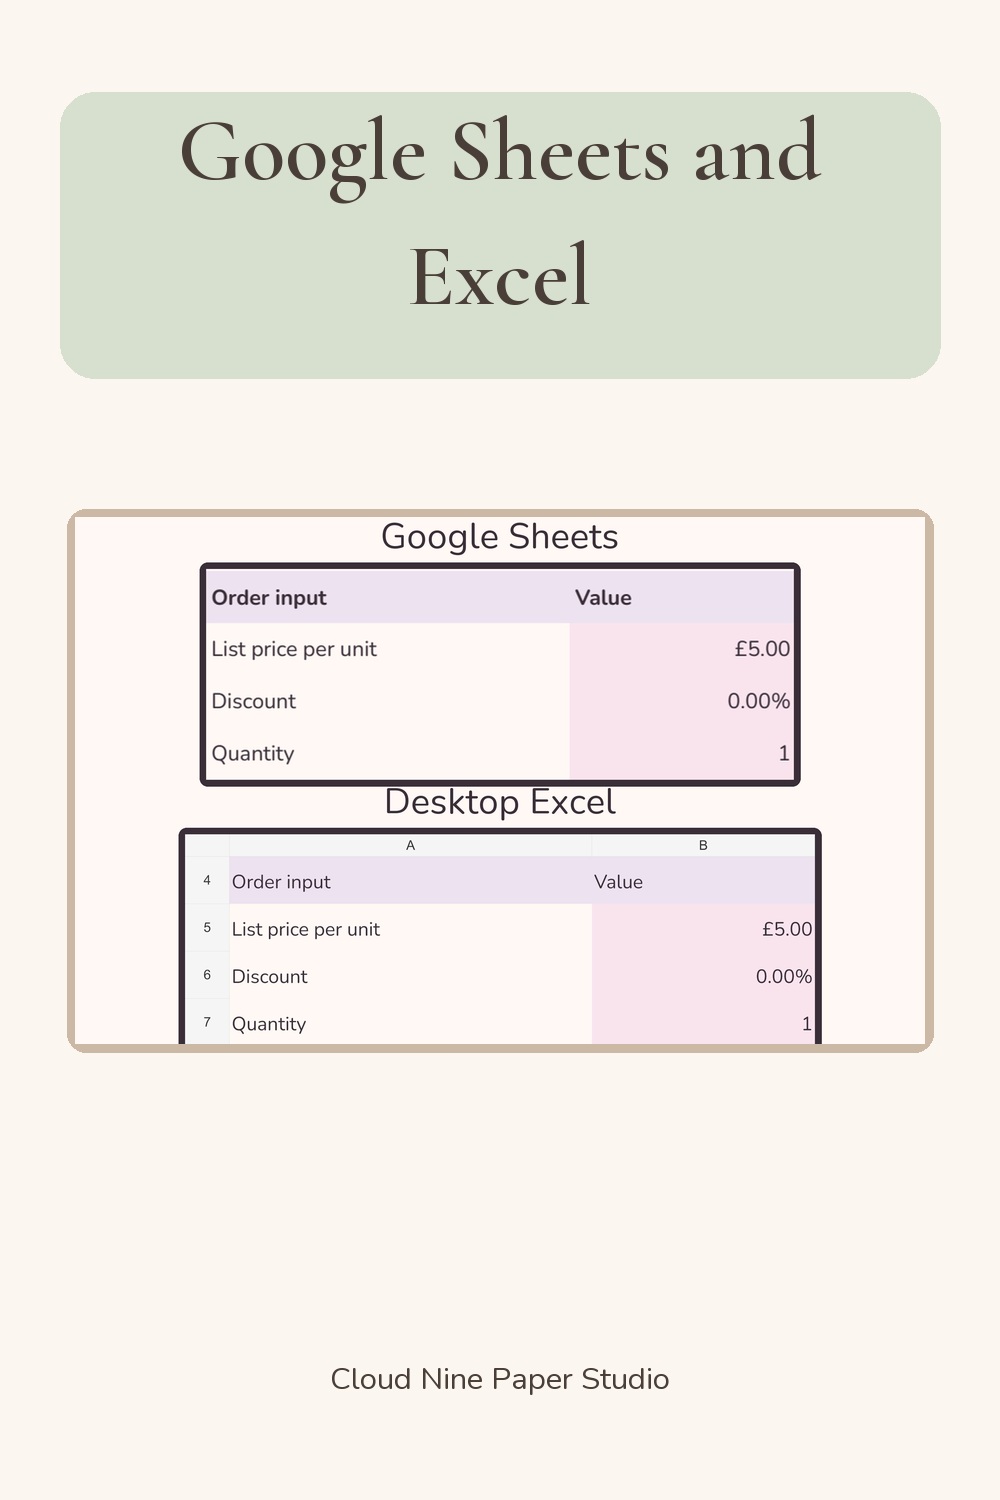 Google Sheets and
Excel
Google Sheets
Order input Value
List price per unit £5.00
Discount 0.00%
Quantity 1
Desktop Excel
A B
4 Order input Value
5 List price per unit £5.00
6 Discount 0.00%
7 Quantity 1
Cloud Nine Paper Studio